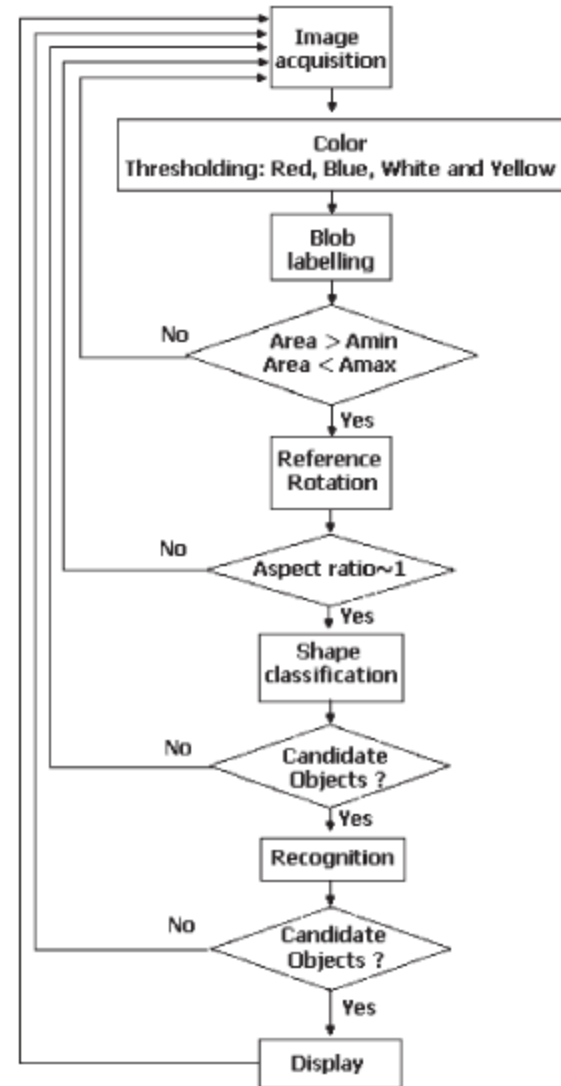 Image
acquisition
Color
Thresholding: Red, Blue, White and Yellow
Blob
labelling
No
Area > Amin
Area < Amax
Yes
Reference
Rotation
No
Aspect ratio~1
Yes
Shape
classification
No
Candidate
Objects ?
Yes
Recognition
No
Candidate
Objects ?
Yes
Display